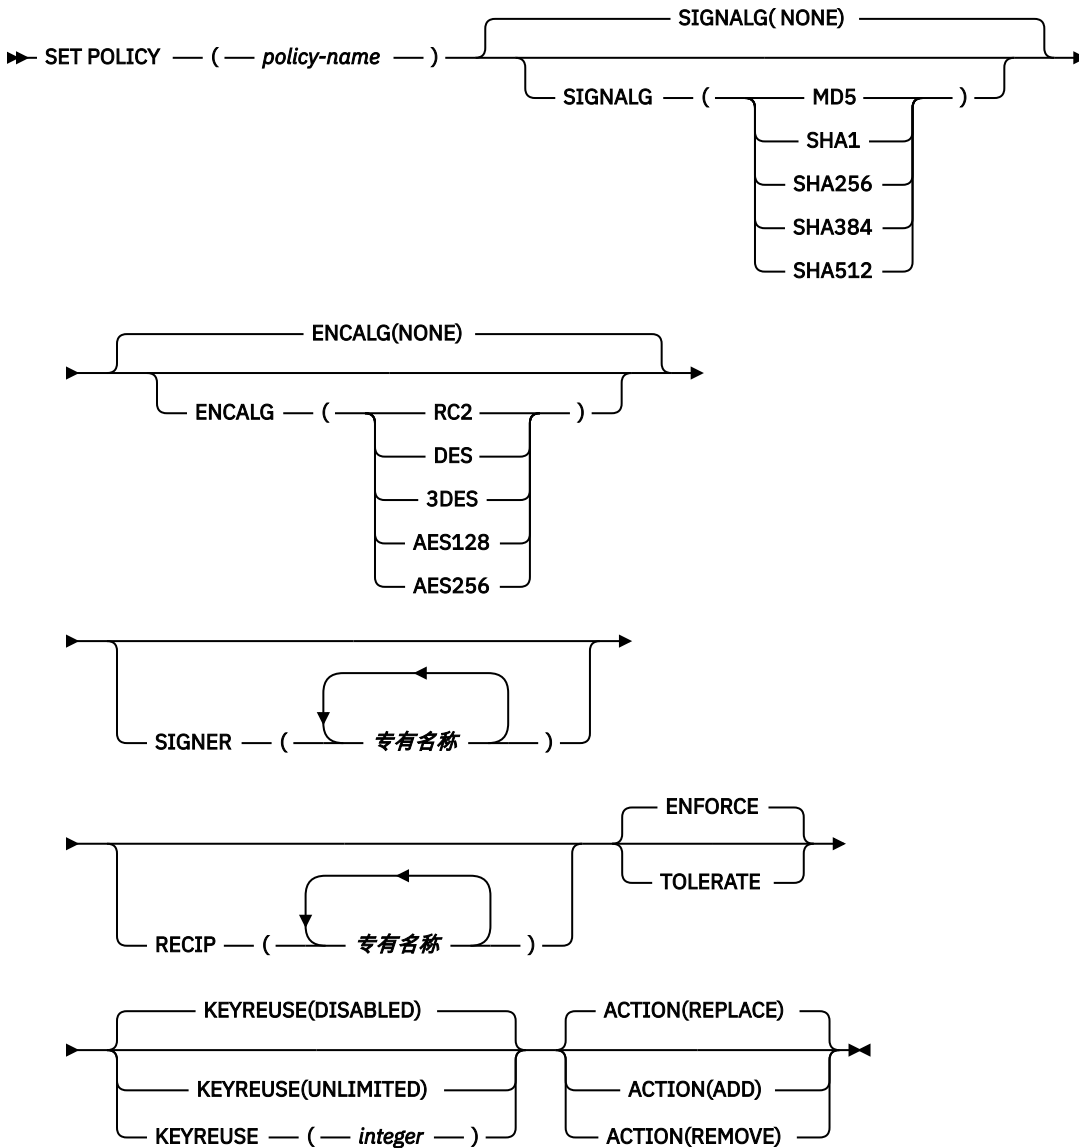 SIGNALG( NONE)
SET POLICY ( policy-name )
SIGNALG ( MD5 )
SHA1
SHA256
SHA384
SHA512
ENCALG(NONE)
ENCALG ( RC2 )
DES
3DES
AES128
AES256
SIGNER ( 专有名称 )
ENFORCE
TOLERATE
RECIP ( 专有名称 )
KEYREUSE(DISABLED) ACTION(REPLACE)
KEYREUSE(UNLIMITED) ACTION(ADD)
KEYREUSE ( integer ) ACTION(REMOVE)